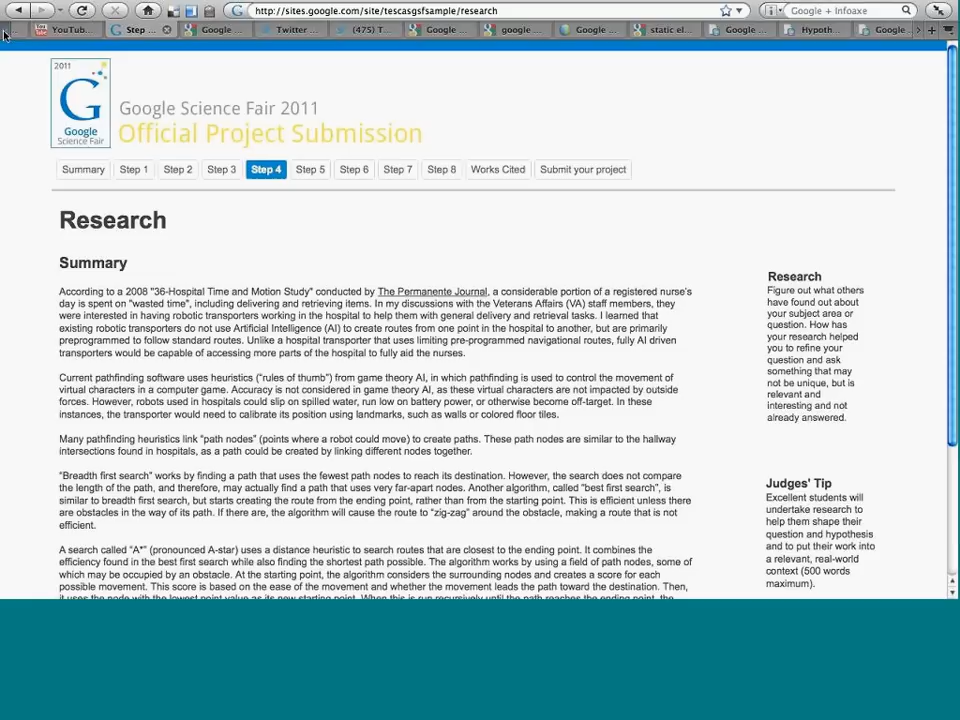 http://sites.google.com/site/tescasgsfsample/research
Google + Infoaxe
YouTub...
Step ...
Google ...
Twitter ...
(475) T...
Google ...
google ...
Google ...
static el...
Google ...
Hypoth...
Google
2011
G
Google
Science Fair
Google Science Fair 2011
Official Project Submission
Summary Step 1 Step 2 Step 3 Step 4 Step 5 Step 6 Step 7 Step 8 Works Cited Submit your project
Research
Summary
According to a 2008 "36-Hospital Time and Motion Study" conducted by The Permanente Journal, a considerable portion of a registered nurse's
day is spent on "wasted time", including delivering and retrieving items. In my discussions with the Veterans Affairs (VA) staff members, they
were interested in having robotic transporters working in the hospital to help them with general delivery and retrieval tasks. I learned that
existing robotic transporters do not use Artificial Intelligence (AI) to create routes from one point in the hospital to another, but are primarily
preprogrammed to follow standard routes. Unlike a hospital transporter that uses limiting pre-programmed navigational routes, fully AI driven
transporters would be capable of accessing more parts of the hospital to fully aid the nurses.
Current pathfinding software uses heuristics ("rules of thumb") from game theory AI, in which pathfinding is used to control the movement of
virtual characters in a computer game. Accuracy is not considered in game theory AI, as these virtual characters are not impacted by outside
forces. However, robots used in hospitals could slip on spilled water, run low on battery power, or otherwise become off-target. In these
instances, the transporter would need to calibrate its position using landmarks, such as walls or colored floor tiles.
Many pathfinding heuristics link "path nodes" (points where a robot could move) to create paths. These path nodes are similar to the hallway
intersections found in hospitals, as a path could be created by linking different nodes together.
"Breadth first search" works by finding a path that uses the fewest path nodes to reach its destination. However, the search does not compare
the length of the path, and therefore, may actually find a path that uses very far-apart nodes. Another algorithm, called "best first search", is
similar to breadth first search, but starts creating the route from the ending point, rather than from the starting point. This is efficient unless there
are obstacles in the way of its path. If there are, the algorithm will cause the route to "zig-zag" around the obstacle, making a route that is not
efficient.
A search called "A*" (pronounced A-star) uses a distance heuristic to search routes that are closest to the ending point. It combines the
efficiency found in the best first search while also finding the shortest path possible. The algorithm works by using a field of path nodes, some of
which may be occupied by an obstacle. At the starting point, the algorithm considers the surrounding nodes and creates a score for each
possible movement. This score is based on the ease of the movement and whether the movement leads the path toward the destination. Then,
it uses the node with the lowest point value as its new starting point. When this is run recursively until the path reaches the ending point, the
Research
Figure out what others
have found out about
your subject area or
question. How has
your research helped
you to refine your
question and ask
something that may
not be unique, but is
relevant and
interesting and not
already answered.
Judges' Tip
Excellent students will
undertake research to
help them shape their
question and hypothesis
and to put their work into
a relevant, real-world
context (500 words
maximum).